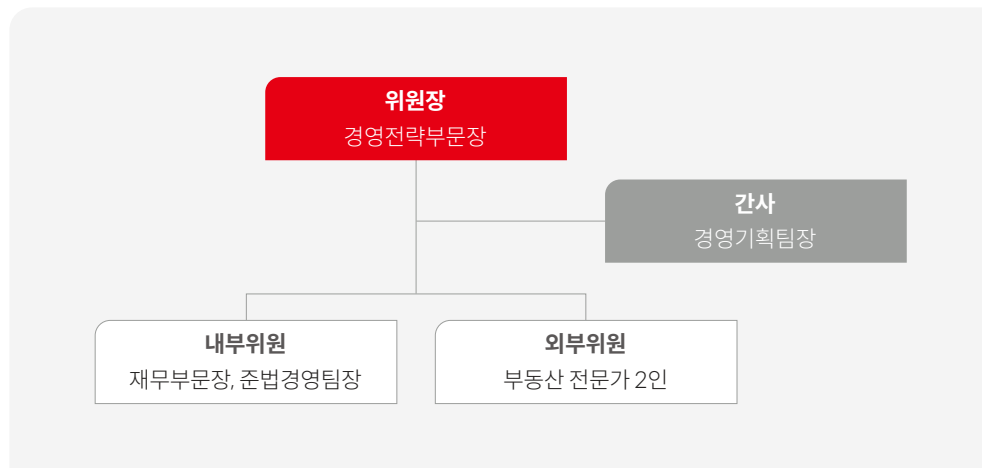 위원장
경영전략부문장
간사
경영기획팀장
내부위원
재무부문장, 준법경영팀장
외부위원
부동산 전문가 2인